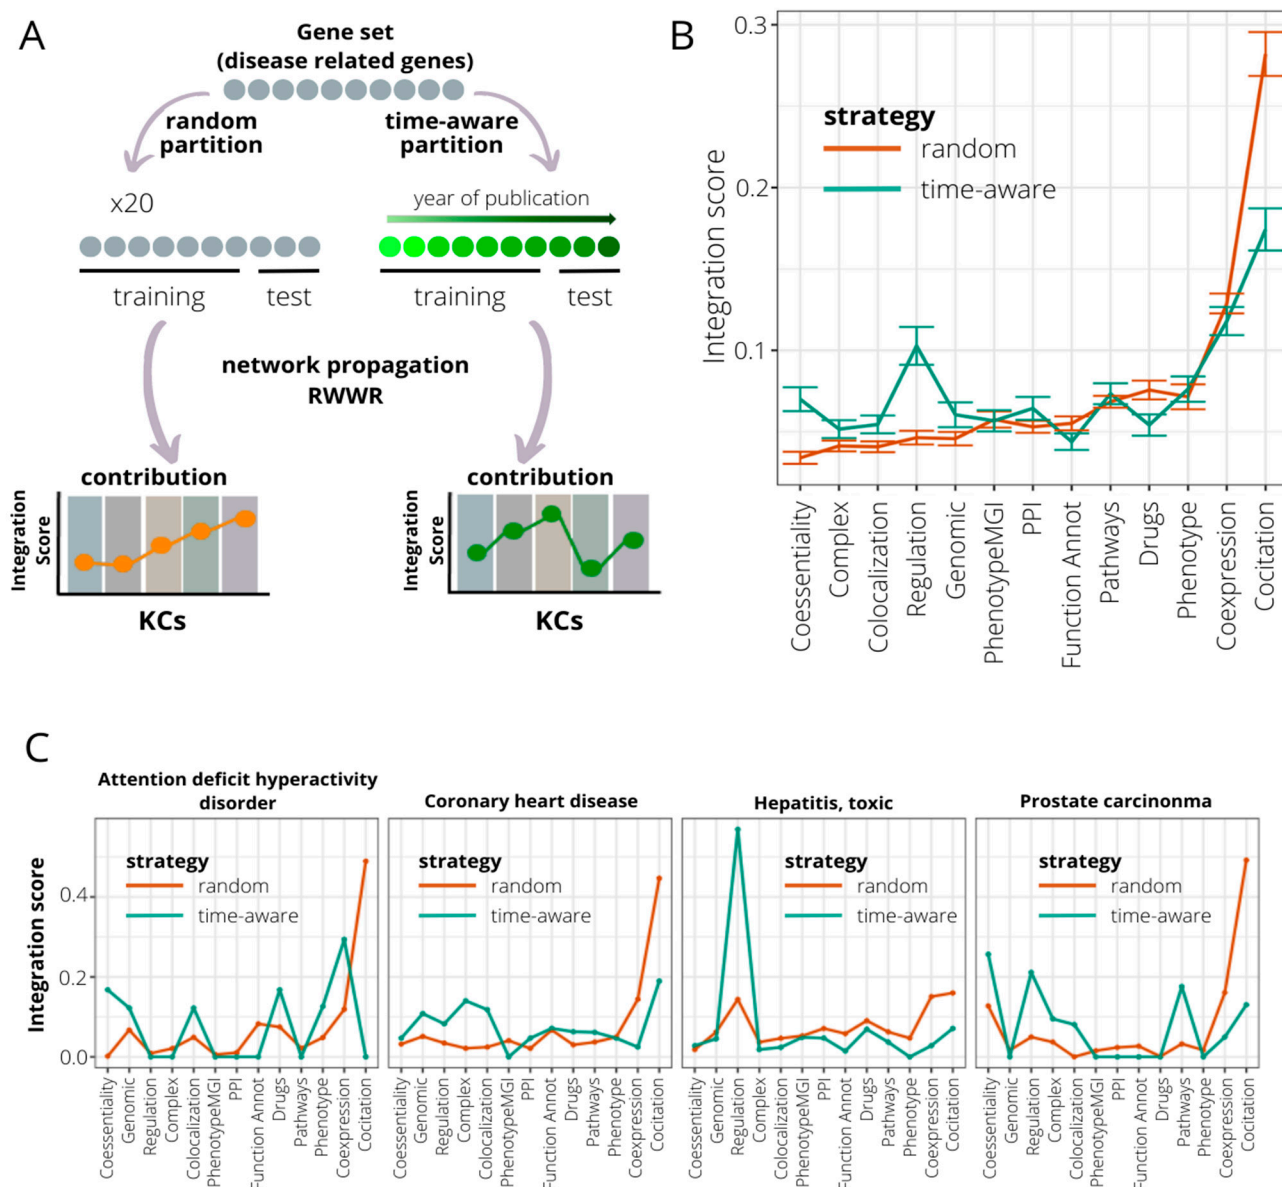 A
Gene set
(disease related genes)
random
partition
time-aware
partition
x20
year of publication
training
test
training
test
network propagation
RWWR
contribution
contribution
Integration
Score
Integration
Score
KCs
KCs
B
Integration score
0.3
0.2
0.1
strategy
random
time-aware
Coessentiality
Complex
Colocalization
Regulation
Genomic
PhenotypeMGI
PPI
Function Annot
Pathways
Drugs
Phenotype
Coexpression
Cocitation
C
Attention deficit hyperactivity
disorder
Coronary heart disease
Hepatitis, toxic
Prostate carcinonma
Integration score
0.4
0.2
0.0
strategy
random
time-aware
strategy
random
time-aware
strategy
random
time-aware
strategy
random
time-aware
Coessentiality
Genomic
Regulation
Complex
Colocalization
PhenotypeMGI
PPI
Function Annot
Drugs
Pathways
Phenotype
Coexpression
Cocitation
Coessentiality
Genomic
Regulation
Complex
Colocalization
PhenotypeMGI
PPI
Function Annot
Drugs
Pathways
Phenotype
Coexpression
Cocitation
Coessentiality
Genomic
Regulation
Complex
Colocalization
PhenotypeMGI
PPI
Function Annot
Drugs
Pathways
Phenotype
Coexpression
Cocitation
Coessentiality
Genomic
Regulation
Complex
Colocalization
PhenotypeMGI
PPI
Function Annot
Drugs
Pathways
Phenotype
Coexpression
Cocitation